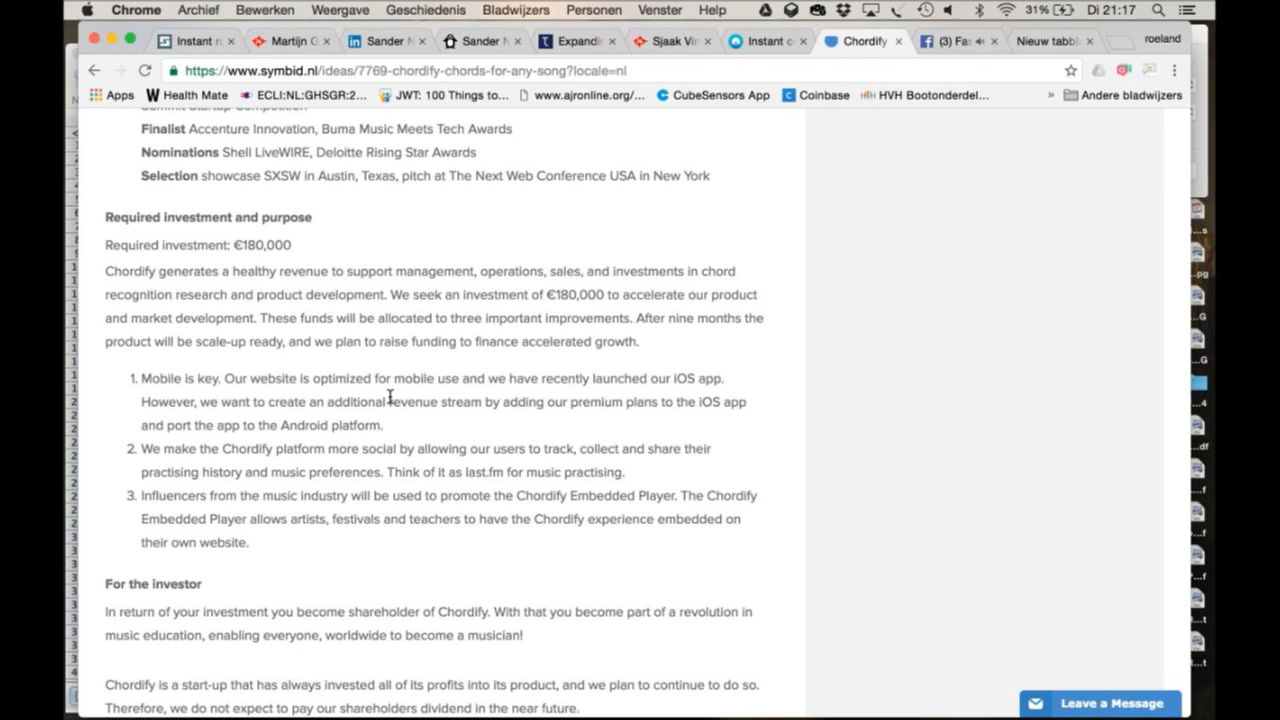 Chrome Archief Bewerken Weergave Geschiedenis Bladwijzers Personen Venster Help 31% Di 21:17
Instant r Martijn G Sander N Sander N Expandir Sjaak Vir Instant c Chordify (3) Fa Nieuw tabbl roeland
https://www.symbid.nl/ideas/7769-chordify-chords-for-any-song?locale=nl
Apps Health Mate ECLI:NL:GHSGR:2... JWT: 100 Things to... www.ajronline.org/... CubeSensors App Coinbase HVH Bootonderdel... » Andere bladwijzers
Finalist Accenture Innovation, Buma Music Meets Tech Awards
Nominations Shell LiveWIRE, Deloitte Rising Star Awards
Selection showcase SXSW in Austin, Texas, pitch at The Next Web Conference USA in New York
Required investment and purpose
Required investment: €180,000
Chordify generates a healthy revenue to support management, operations, sales, and investments in chord
recognition research and product development. We seek an investment of €180,000 to accelerate our product
and market development. These funds will be allocated to three important improvements. After nine months the
product will be scale-up ready, and we plan to raise funding to finance accelerated growth.
1. Mobile is key. Our website is optimized for mobile use and we have recently launched our iOS app.
However, we want to create an additional revenue stream by adding our premium plans to the iOS app
and port the app to the Android platform.
2. We make the Chordify platform more social by allowing our users to track, collect and share their
practising history and music preferences. Think of it as last.fm for music practising.
3. Influencers from the music industry will be used to promote the Chordify Embedded Player. The Chordify
Embedded Player allows artists, festivals and teachers to have the Chordify experience embedded on
their own website.
For the investor
In return of your investment you become shareholder of Chordify. With that you become part of a revolution in
music education, enabling everyone, worldwide to become a musician!
Chordify is a start-up that has always invested all of its profits into its product, and we plan to continue to do so.
Therefore, we do not expect to pay our shareholders dividend in the near future.
Leave a Message